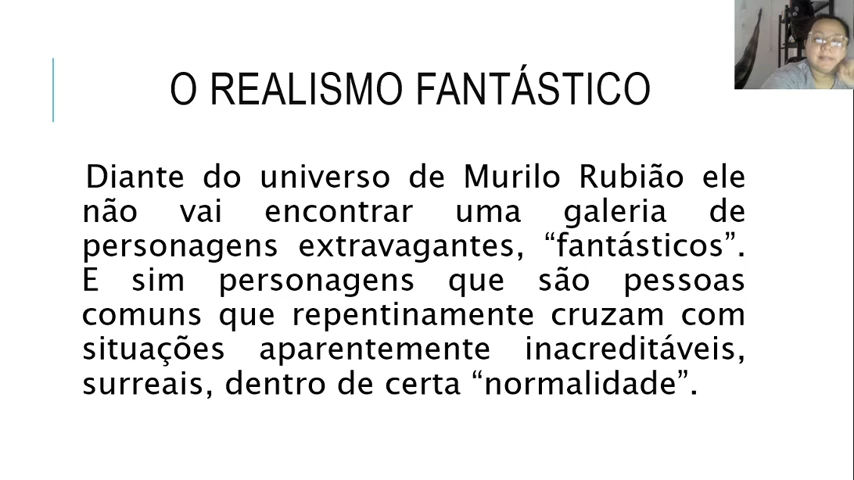 O REALISMO FANTÁSTICO
Diante do universo de Murilo Rubião ele
não vai encontrar uma galeria de
personagens extravagantes, “fantásticos”.
E sim personagens que são pessoas
comuns que repentinamente cruzam com
situações aparentemente inacreditáveis,
surreais, dentro de certa “normalidade”.